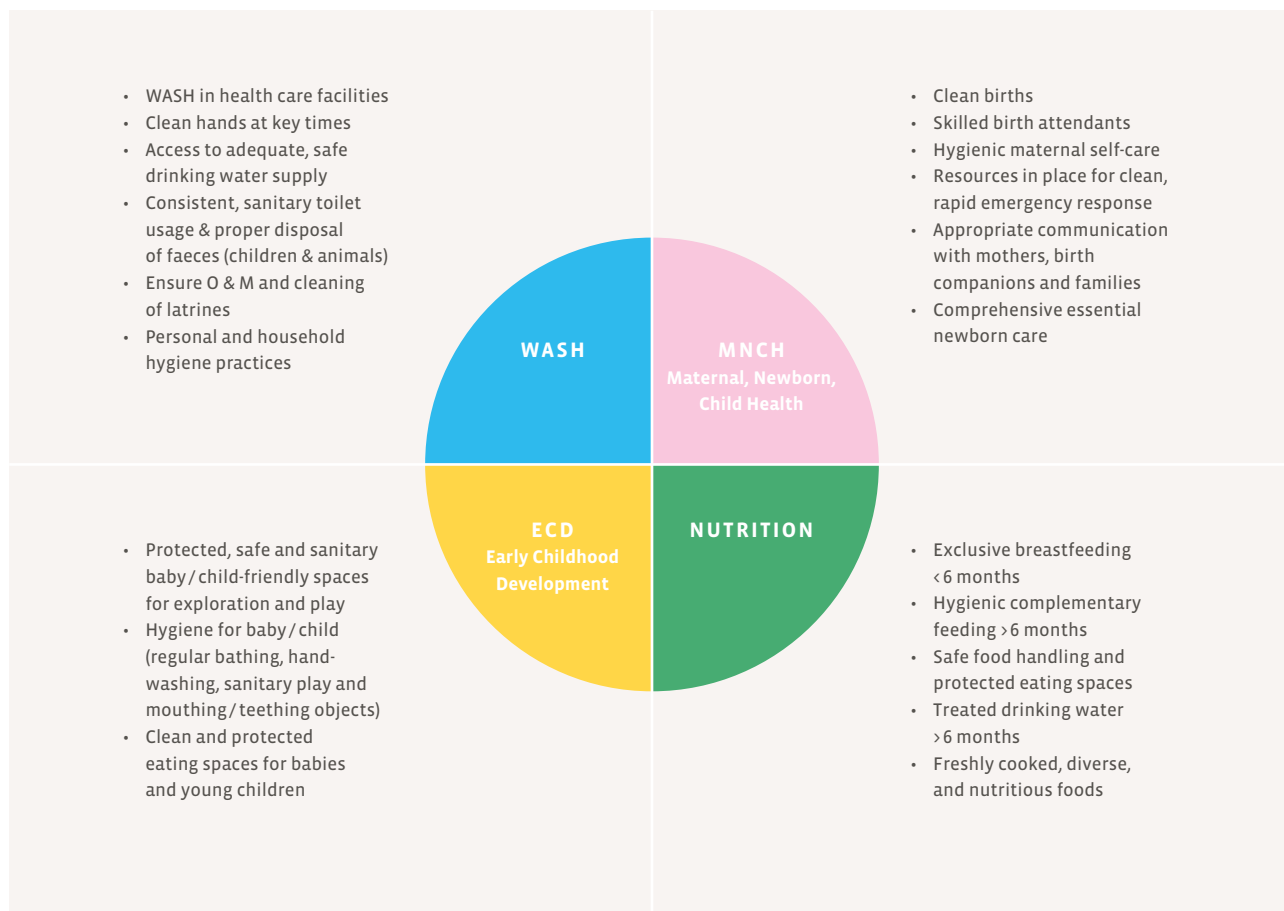 • WASH in health care facilities
• Clean hands at key times
• Access to adequate, safe
drinking water supply
• Consistent, sanitary toilet
usage & proper disposal
of faeces (children & animals)
• Ensure O & M and cleaning
of latrines
• Personal and household
hygiene practices
• Clean births
• Skilled birth attendants
• Hygienic maternal self-care
• Resources in place for clean,
rapid emergency response
• Appropriate communication
with mothers, birth
companions and families
• Comprehensive essential
newborn care
WASH
MNCH
Maternal, Newborn,
Child Health
ECD
Early Childhood
Development
NUTRITION
• Protected, safe and sanitary
baby / child-friendly spaces
for exploration and play
• Hygiene for baby / child
(regular bathing, hand-
washing, sanitary play and
mouthing / teething objects)
• Clean and protected
eating spaces for babies
and young children
• Exclusive breastfeeding
< 6 months
• Hygienic complementary
feeding > 6 months
• Safe food handling and
protected eating spaces
• Treated drinking water
> 6 months
• Freshly cooked, diverse,
and nutritious foods